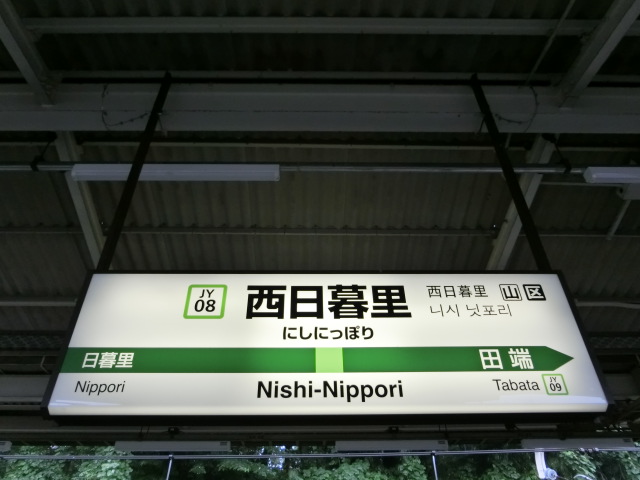 JY
08
西日暮里
にしにっぽり
西日暮里
니시 닛포리
山 区
日暮里
田端
Nippori
Nishi-Nippori
Tabata
JY
09